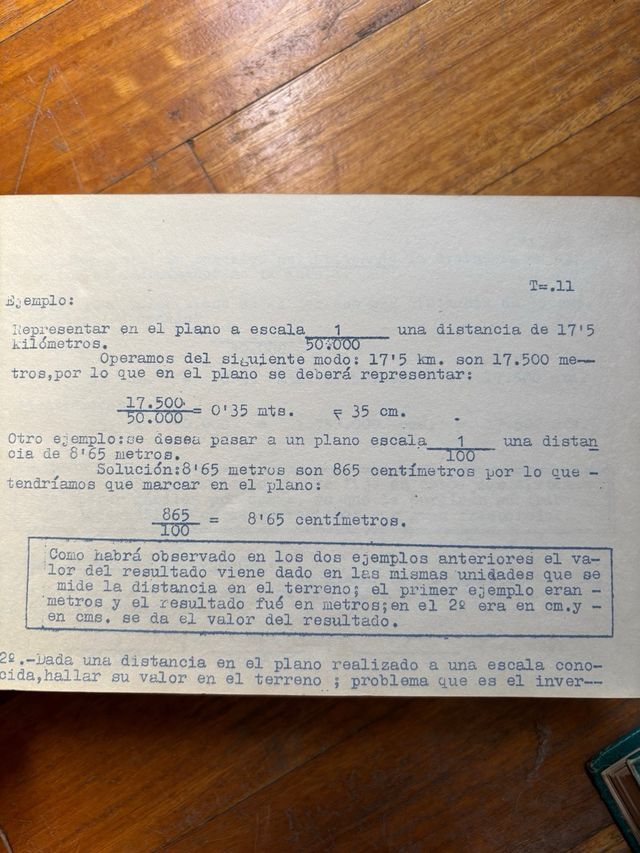 T=.11
Ejemplo:
Representar en el plano a escala 1/50.000 una distancia de 17'5
kilómetros.
Operamos del siguiente modo: 17'5 km. son 17.500 me-
tros,por lo que en el plano se deberá representar:
17.500/50.000 = 0'35 mts. = 35 cm.
Otro ejemplo:se desea pasar a un plano escala 1/100 una distan
cia de 8'65 metros.
Solución:8'65 metros son 865 centímetros por lo que -
tendríamos que marcar en el plano:
865/100 = 8'65 centímetros.
Como habrá observado en los dos ejemplos anteriores el va-
lor del resultado viene dado en las mismas unidades que se
mide la distancia en el terreno; el primer ejemplo eran -
metros y el resultado fué en metros;en el 2º era en cm.y -
en cms. se da el valor del resultado.
2º.-Dada una distancia en el plano realizado a una escala cono-
cida,hallar su valor en el terreno ; problema que es el inver--